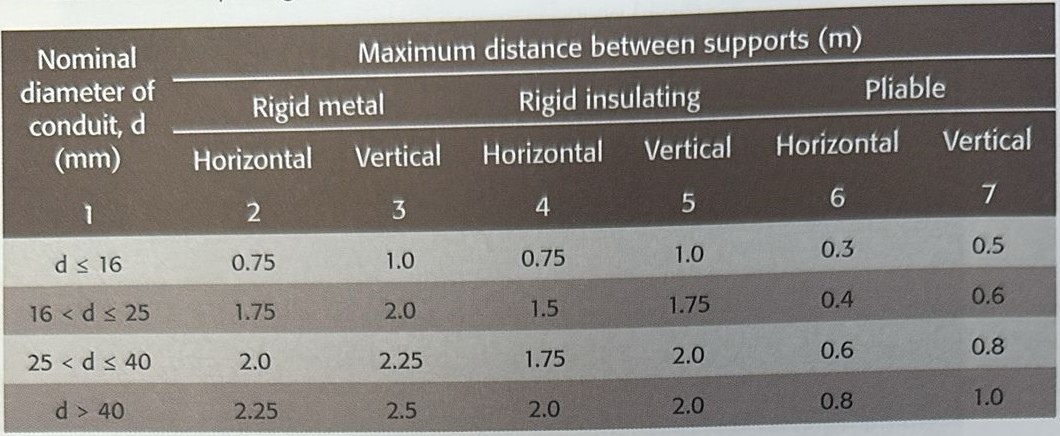 Nominal diameter of conduit, d (mm) Maximum distance between supports (m)
Rigid metal Rigid insulating Pliable
Horizontal Vertical Horizontal Vertical Horizontal Vertical
1 2 3 4 5 6 7
d ≤ 16 0.75 1.0 0.75 1.0 0.3 0.5
16 < d ≤ 25 1.75 2.0 1.5 1.75 0.4 0.6
25 < d ≤ 40 2.0 2.25 1.75 2.0 0.6 0.8
d > 40 2.25 2.5 2.0 2.0 0.8 1.0